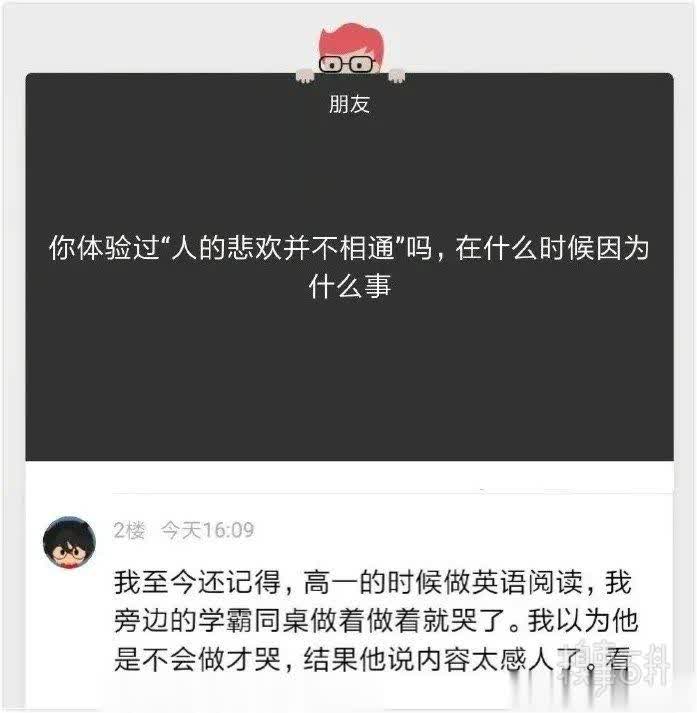 朋友
你体验过“人的悲欢并不相通”吗，在什么时候因为
什么事
2楼 今天16:09
我至今还记得，高一的时候做英语阅读，我
旁边的学霸同桌做着做着就哭了。我以为他
是不会做才哭，结果他说内容太感人了。看